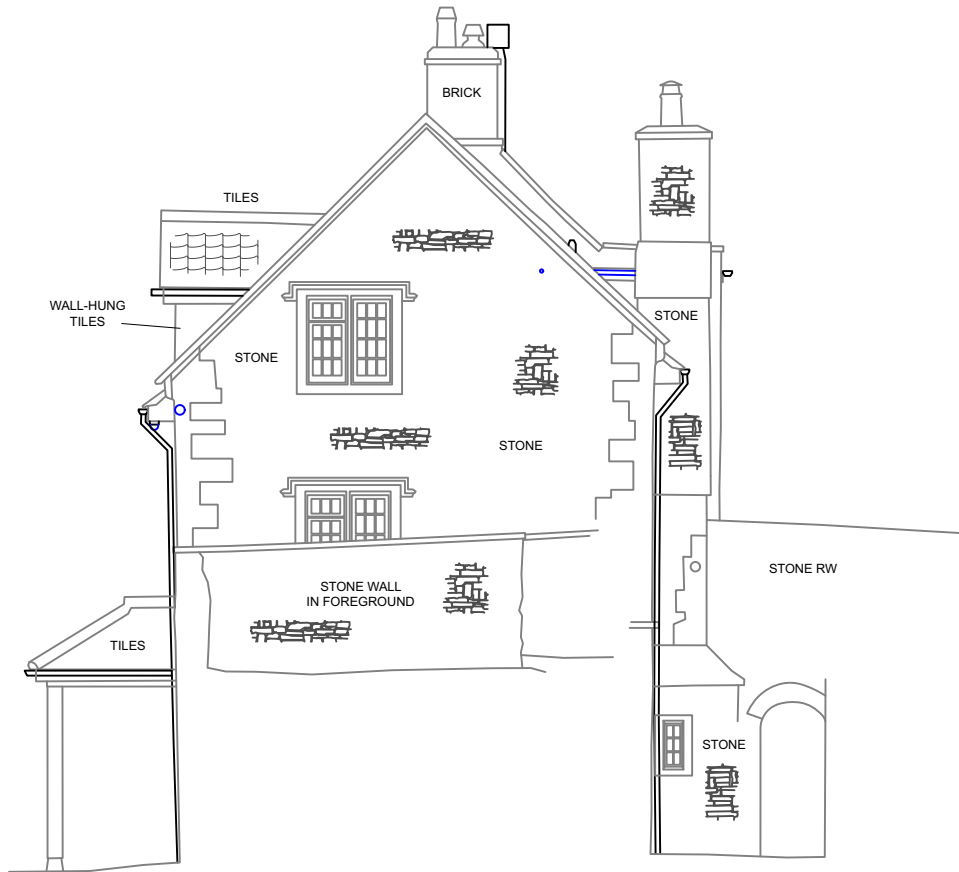 BRICK
TILES
WALL-HUNG
TILES
STONE
STONE
STONE
STONE WALL
IN FOREGROUND
STONE RW
TILES
STONE